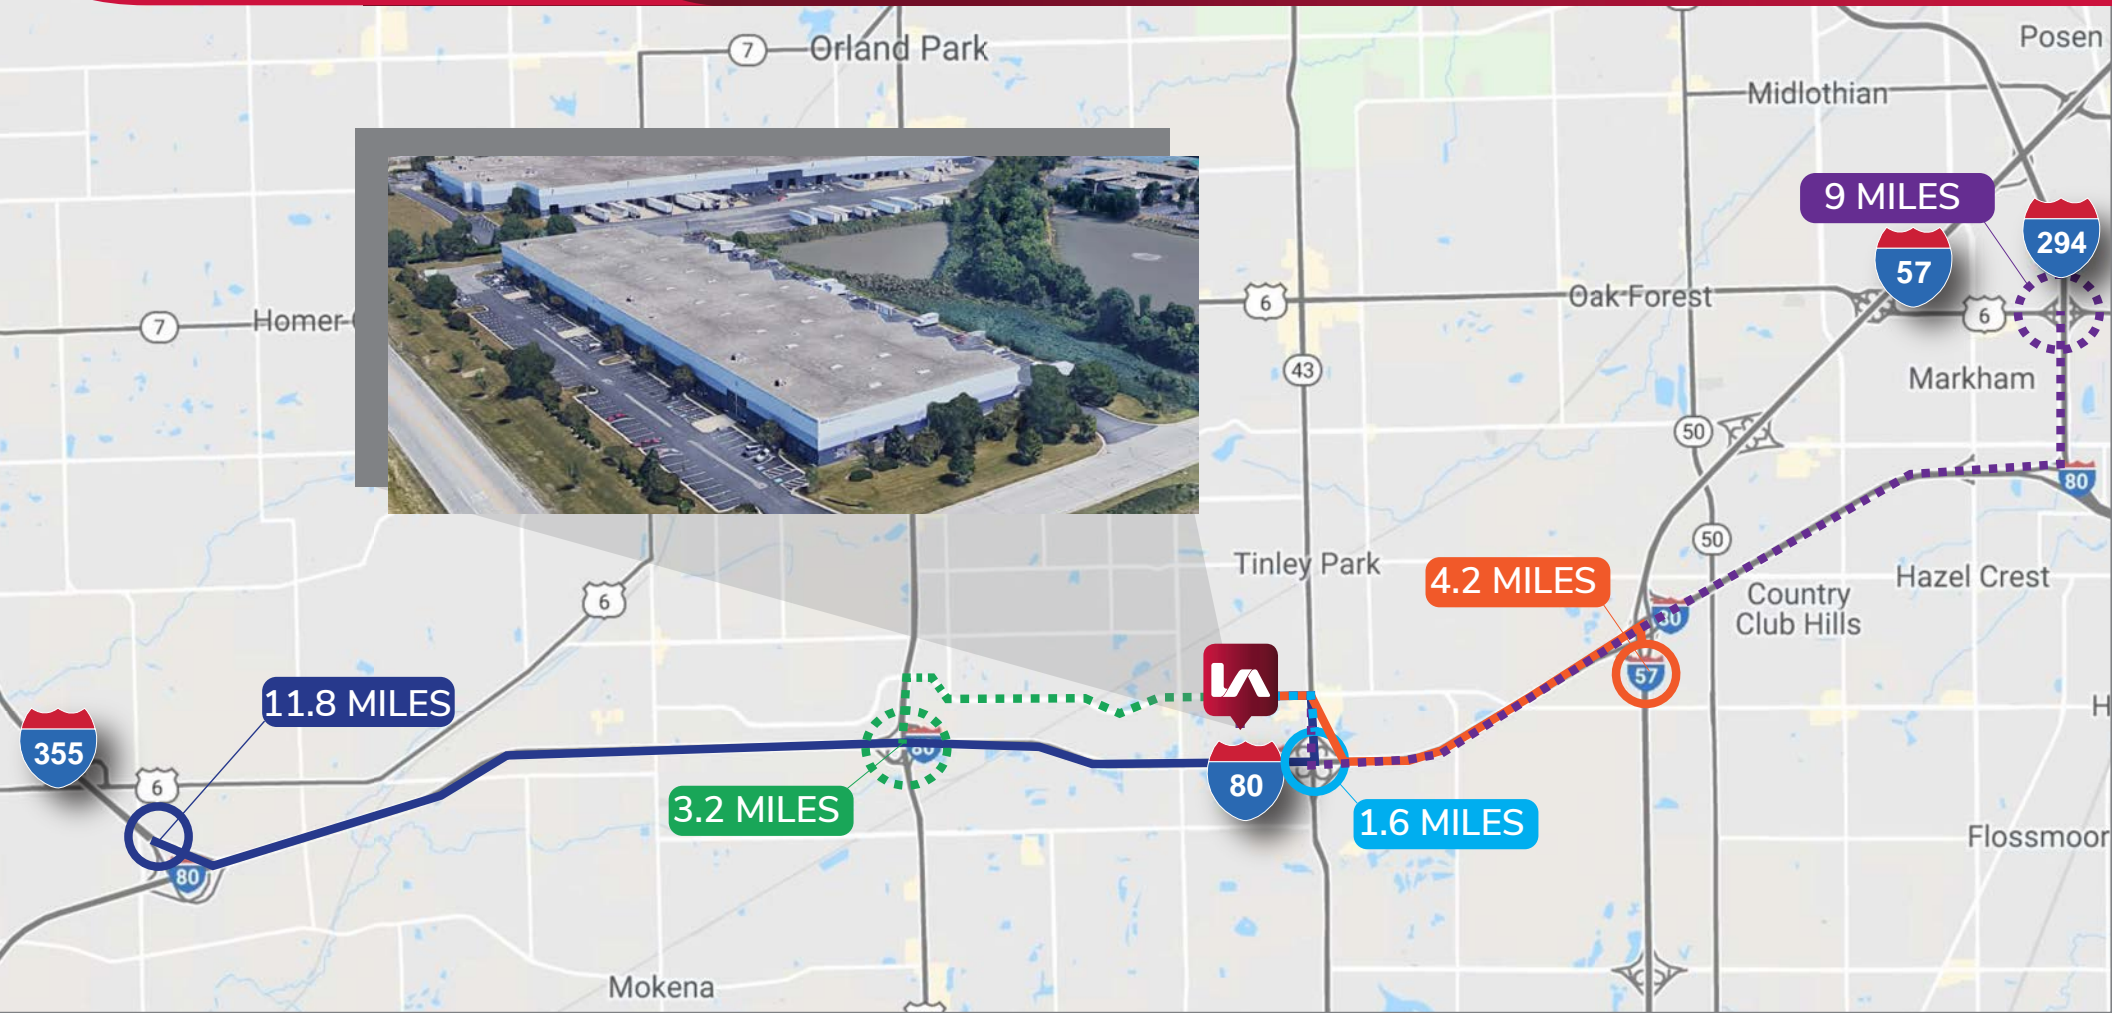 Posen
7
Orland Park
Midlothian
9 MILES
294
57
6
Oak Forest
6
7
Homer
43
Markham
50
80
50
Tinley Park
4.2 MILES
Hazel Crest
6
Country
Club Hills
80
57
11.8 MILES
355
80
6
80
3.2 MILES
1.6 MILES
Flossmoor
80
Mokena
H